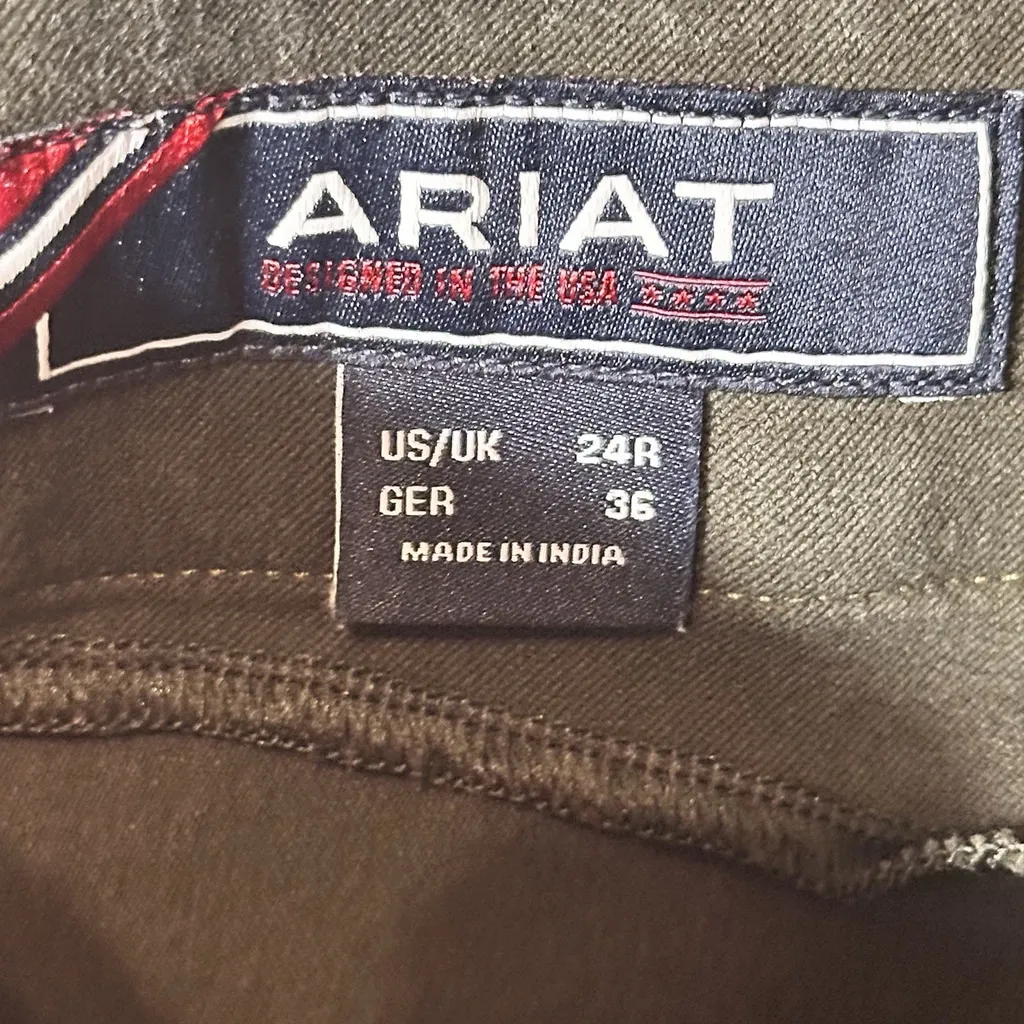 ARIAT
DESIGNED IN THE USA
US/UK 24R
GER 36
MADE IN INDIA